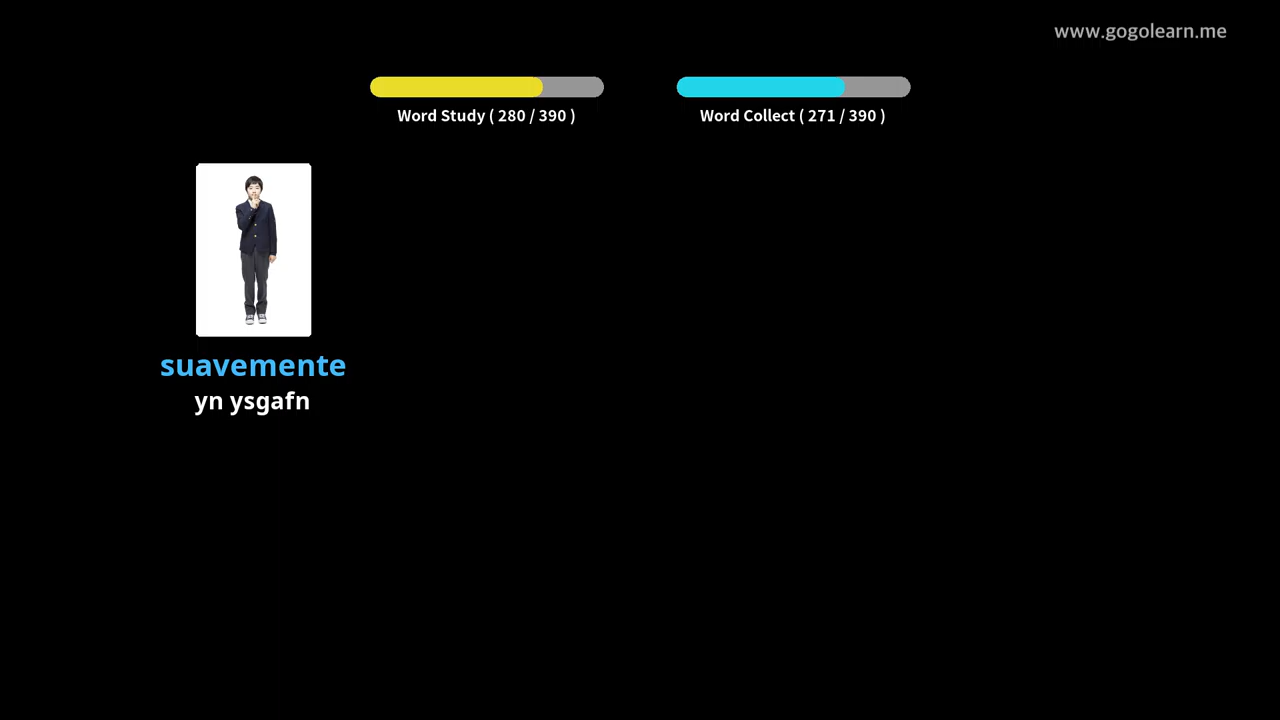 www.gogolearn.me
Word Study ( 280 / 390 )
Word Collect ( 271 / 390 )
suavemente
yn ysgafn